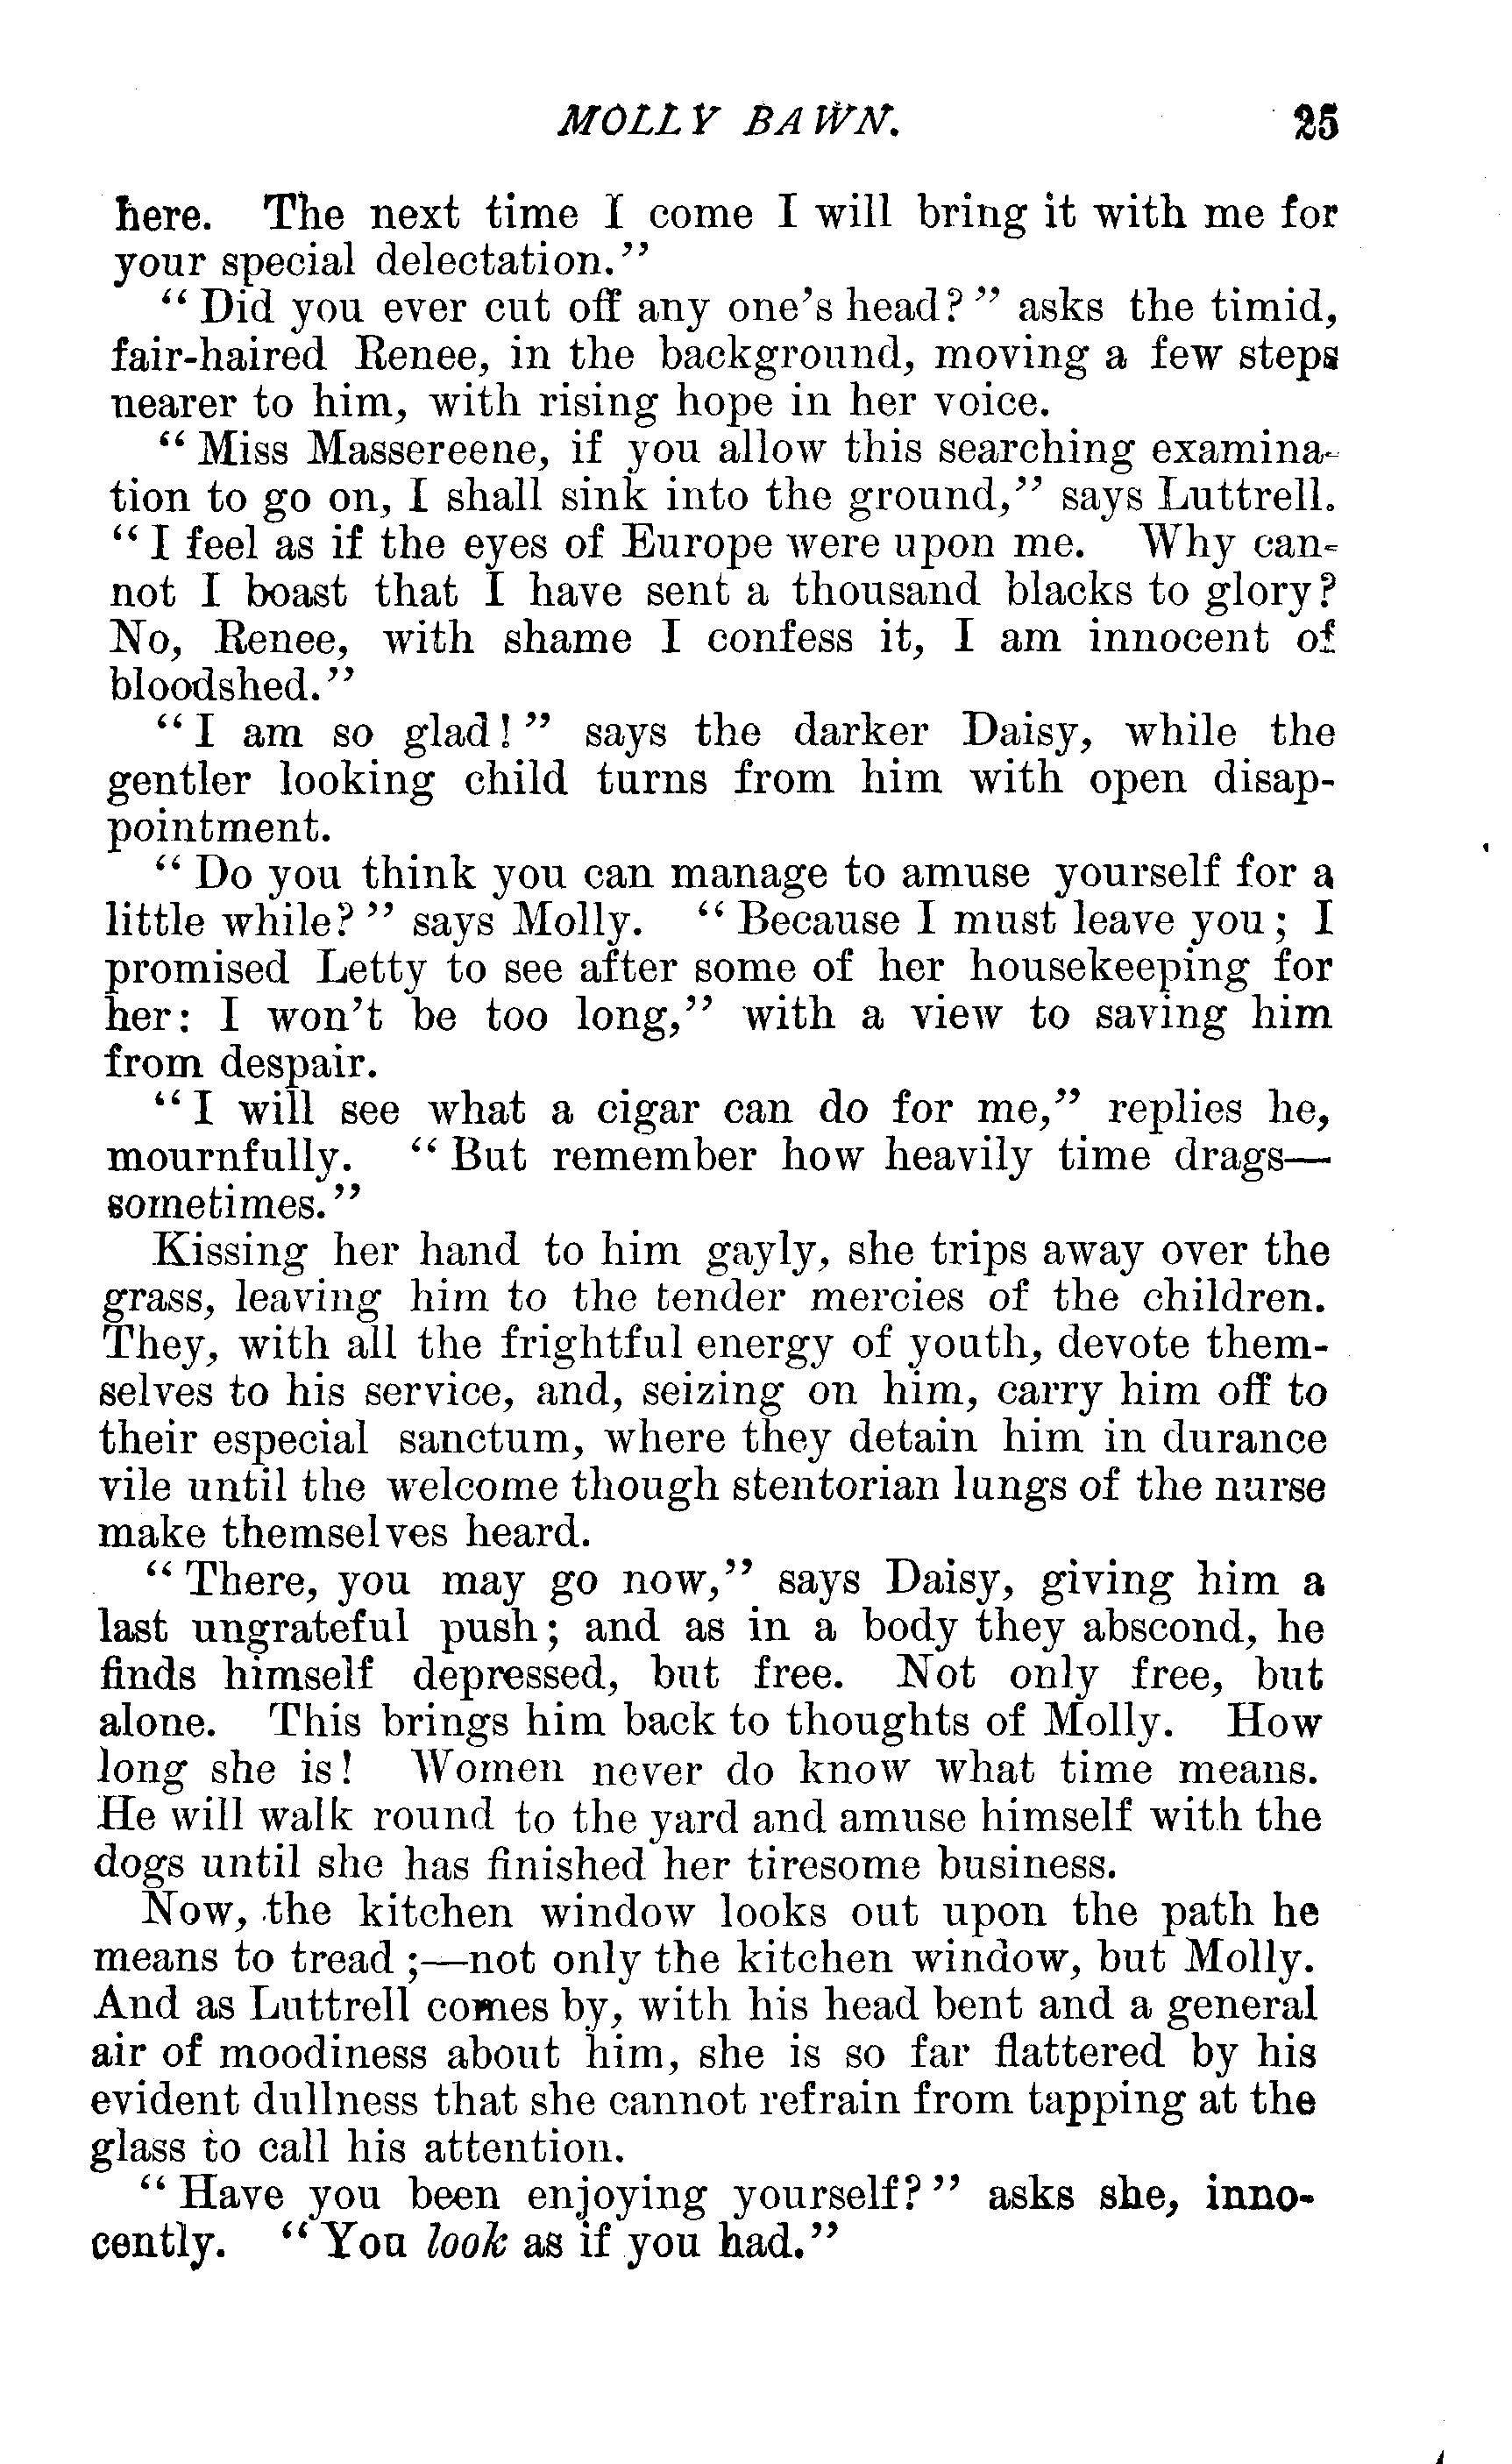 MOLLY BAWN. 25
here. The next time I come I will bring it with me for
your special delectation."
"Did you ever cut off any one's head?" asks the timid,
fair-haired Renee, in the background, moving a few steps
nearer to him, with rising hope in her voice.
"Miss Massereene, if you allow this searching examina-
tion to go on, I shall sink into the ground," says Luttrell.
"I feel as if the eyes of Europe were upon me. Why can-
not I boast that I have sent a thousand blacks to glory?
No, Renee, with shame I confess it, I am innocent of
bloodshed."
"I am so glad!" says the darker Daisy, while the
gentler looking child turns from him with open disap-
pointment.
"Do you think you can manage to amuse yourself for a
little while?" says Molly. "Because I must leave you; I
promised Letty to see after some of her housekeeping for
her: I won't be too long," with a view to saving him
from despair.
"I will see what a cigar can do for me," replies he,
mournfully. "But remember how heavily time drags—
sometimes."
Kissing her hand to him gayly, she trips away over the
grass, leaving him to the tender mercies of the children.
They, with all the frightful energy of youth, devote them-
selves to his service, and, seizing on him, carry him off to
their especial sanctum, where they detain him in durance
vile until the welcome though stentorian lungs of the nurse
make themselves heard.
"There, you may go now," says Daisy, giving him a
last ungrateful push; and as in a body they abscond, he
finds himself depressed, but free. Not only free, but
alone. This brings him back to thoughts of Molly. How
long she is! Women never do know what time means.
He will walk round to the yard and amuse himself with the
dogs until she has finished her tiresome business.
Now, the kitchen window looks out upon the path he
means to tread;—not only the kitchen window, but Molly.
And as Luttrell comes by, with his head bent and a general
air of moodiness about him, she is so far flattered by his
evident dullness that she cannot refrain from tapping at the
glass to call his attention.
"Have you been enjoying yourself?" asks she, inno-
cently. "You look as if you had."